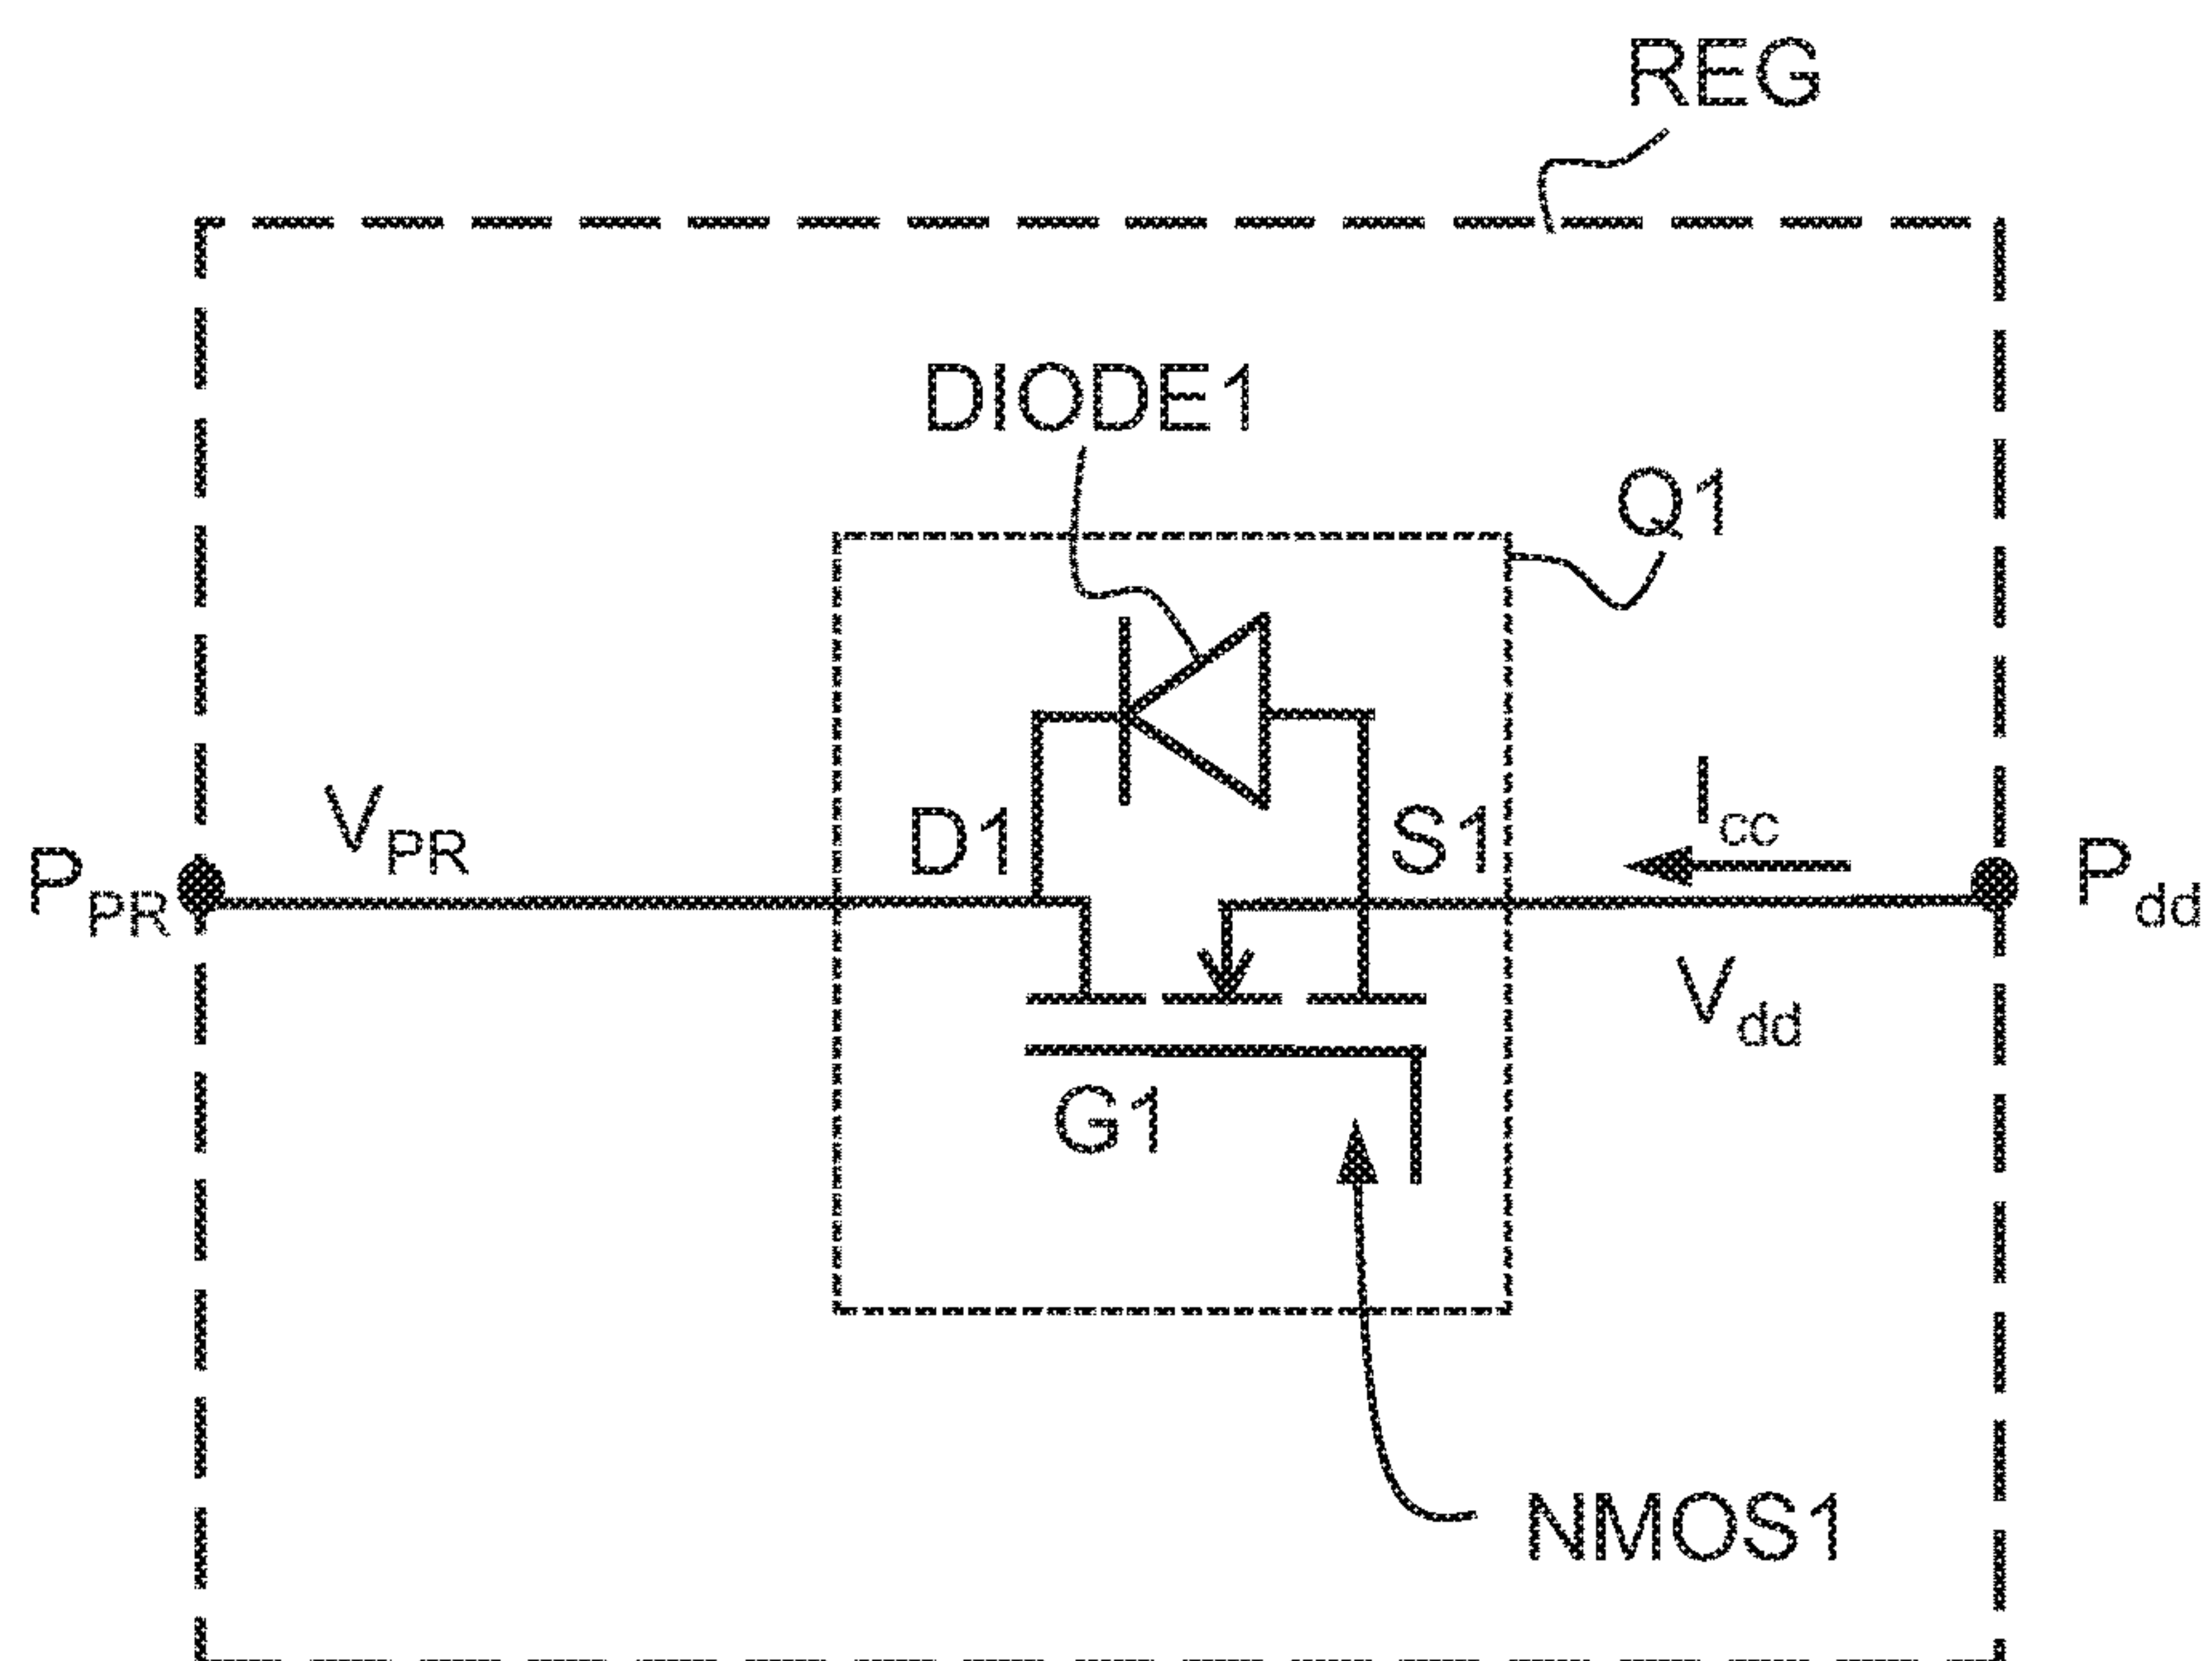 REG
DIODE1
Q1
V_PR
D1
S1
I_cc
P_PR
P_dd
V_dd
G1
NMOS1